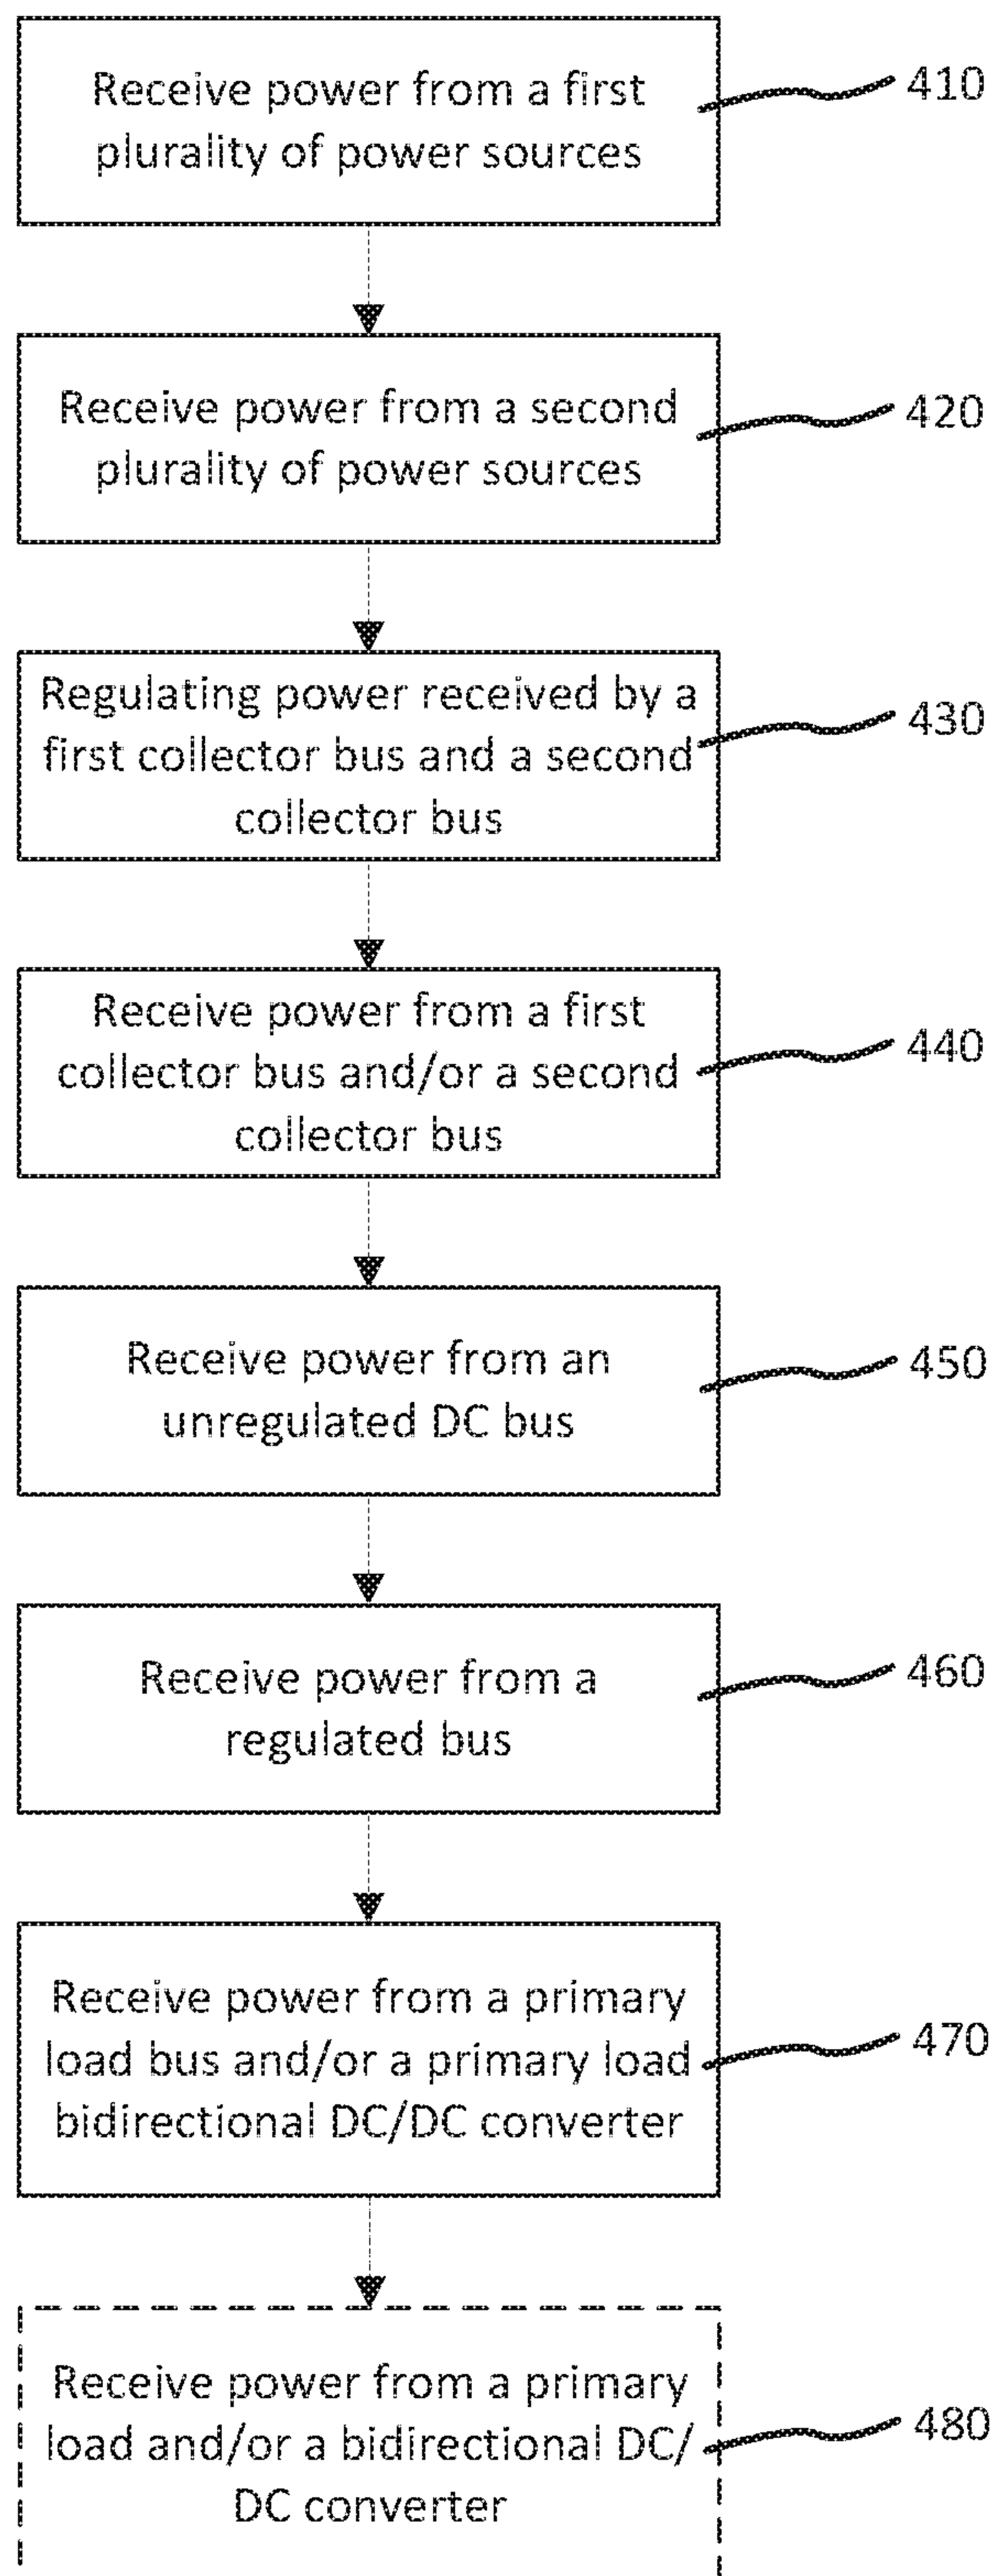 Receive power from a first
plurality of power sources
410
Receive power from a second
plurality of power sources
420
Regulating power received by a
first collector bus and a second
collector bus
430
Receive power from a first
collector bus and/or a second
collector bus
440
Receive power from an
unregulated DC bus
450
Receive power from a
regulated bus
460
Receive power from a primary
load bus and/or a primary load
bidirectional DC/DC converter
470
Receive power from a primary
load and/or a bidirectional DC/
DC converter
480